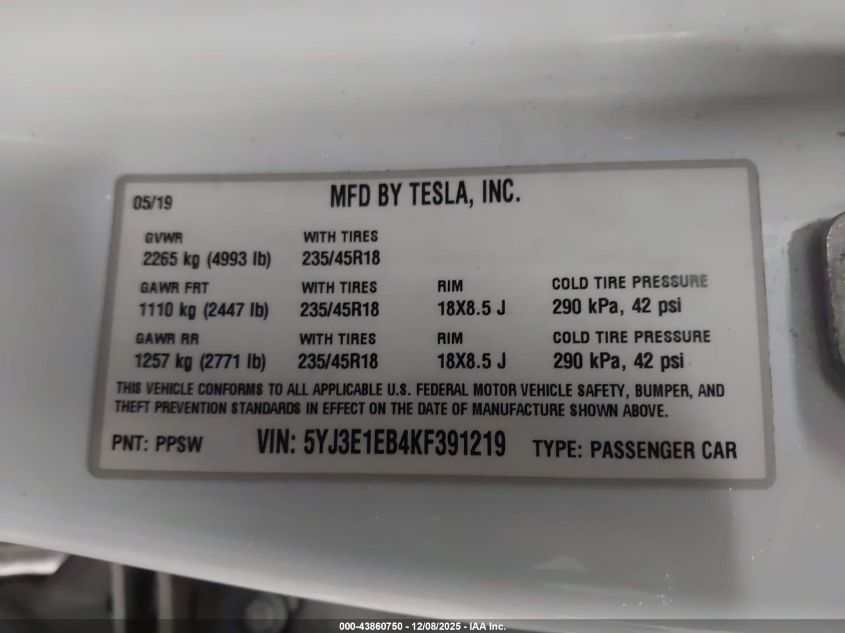 05/19 MFD BY TESLA, INC.
GVWR WITH TIRES
2265 kg (4993 lb) 235/45R18
GAWR FRT WITH TIRES RIM COLD TIRE PRESSURE
1110 kg (2447 lb) 235/45R18 18X8.5 J 290 kPa, 42 psi
GAWR RR WITH TIRES RIM COLD TIRE PRESSURE
1257 kg (2771 lb) 235/45R18 18X8.5 J 290 kPa, 42 psi
THIS VEHICLE CONFORMS TO ALL APPLICABLE U.S. FEDERAL MOTOR VEHICLE SAFETY, BUMPER, AND
THEFT PREVENTION STANDARDS IN EFFECT ON THE DATE OF MANUFACTURE SHOWN ABOVE.
PNT: PPSW VIN: 5YJ3E1EB4KF391219 TYPE: PASSENGER CAR
000-43860750 - 12/08/2025 - IAA Inc.